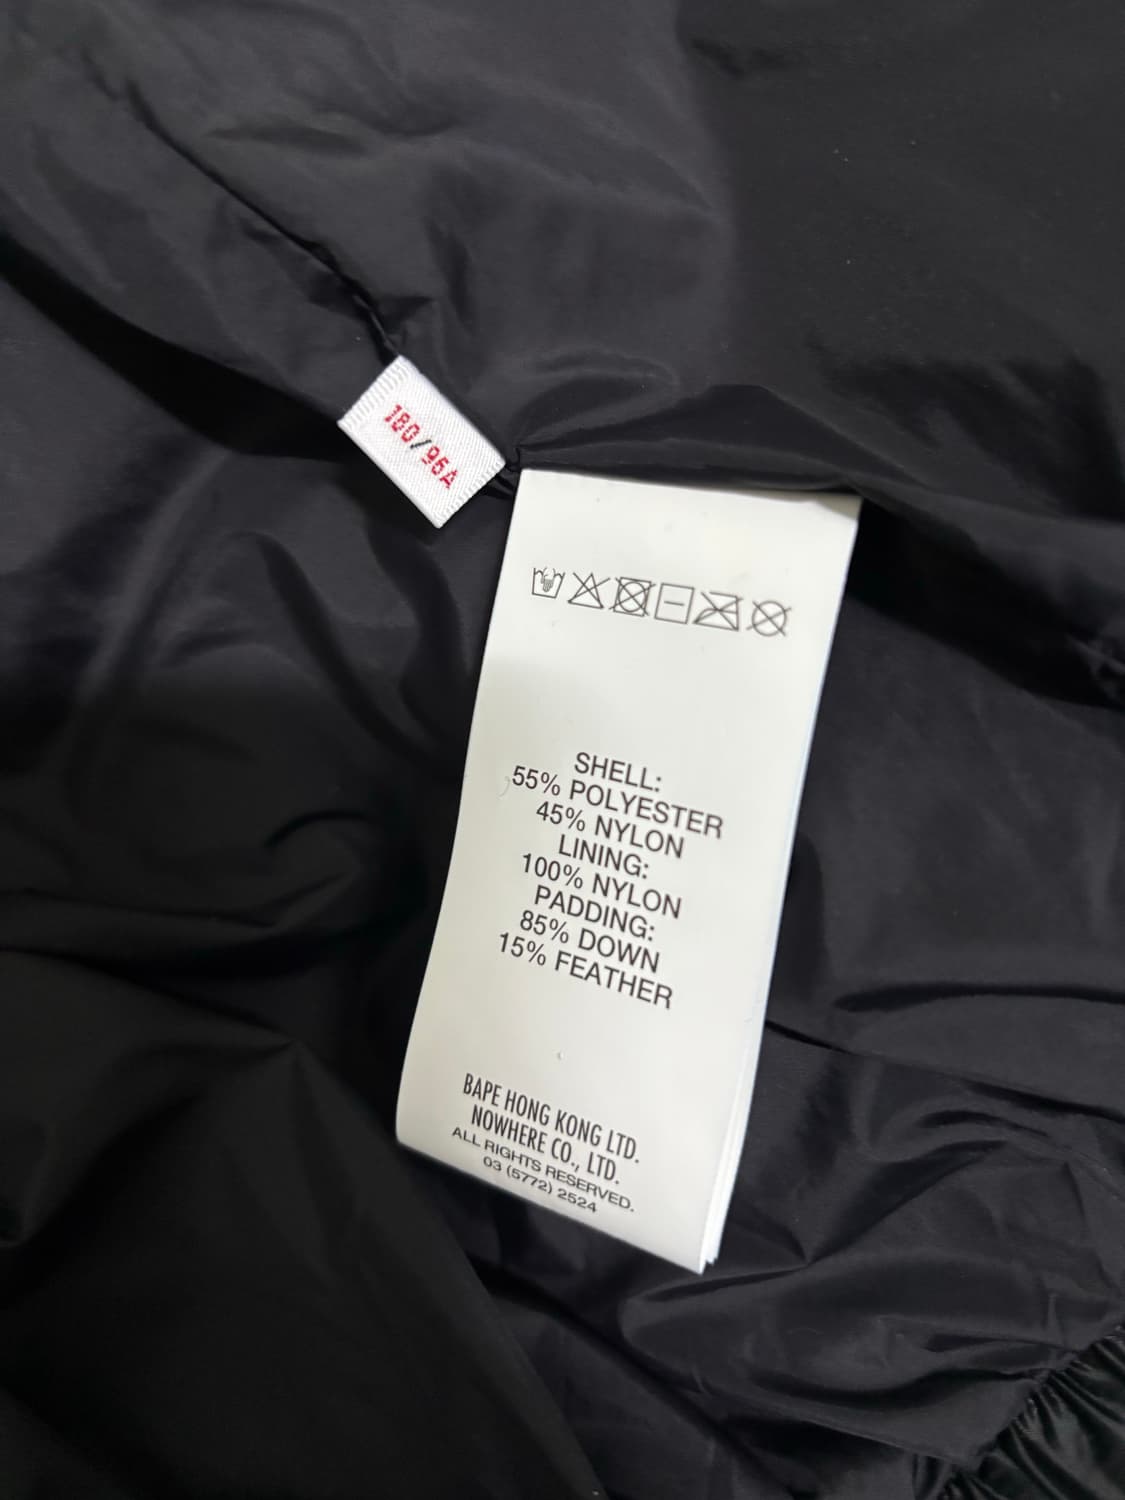 180/96A
SHELL:
55% POLYESTER
45% NYLON
LINING:
100% NYLON
PADDING:
85% DOWN
15% FEATHER
BAPE HONG KONG LTD.
NOWHERE CO., LTD.
ALL RIGHTS RESERVED.
03 (5772) 2524